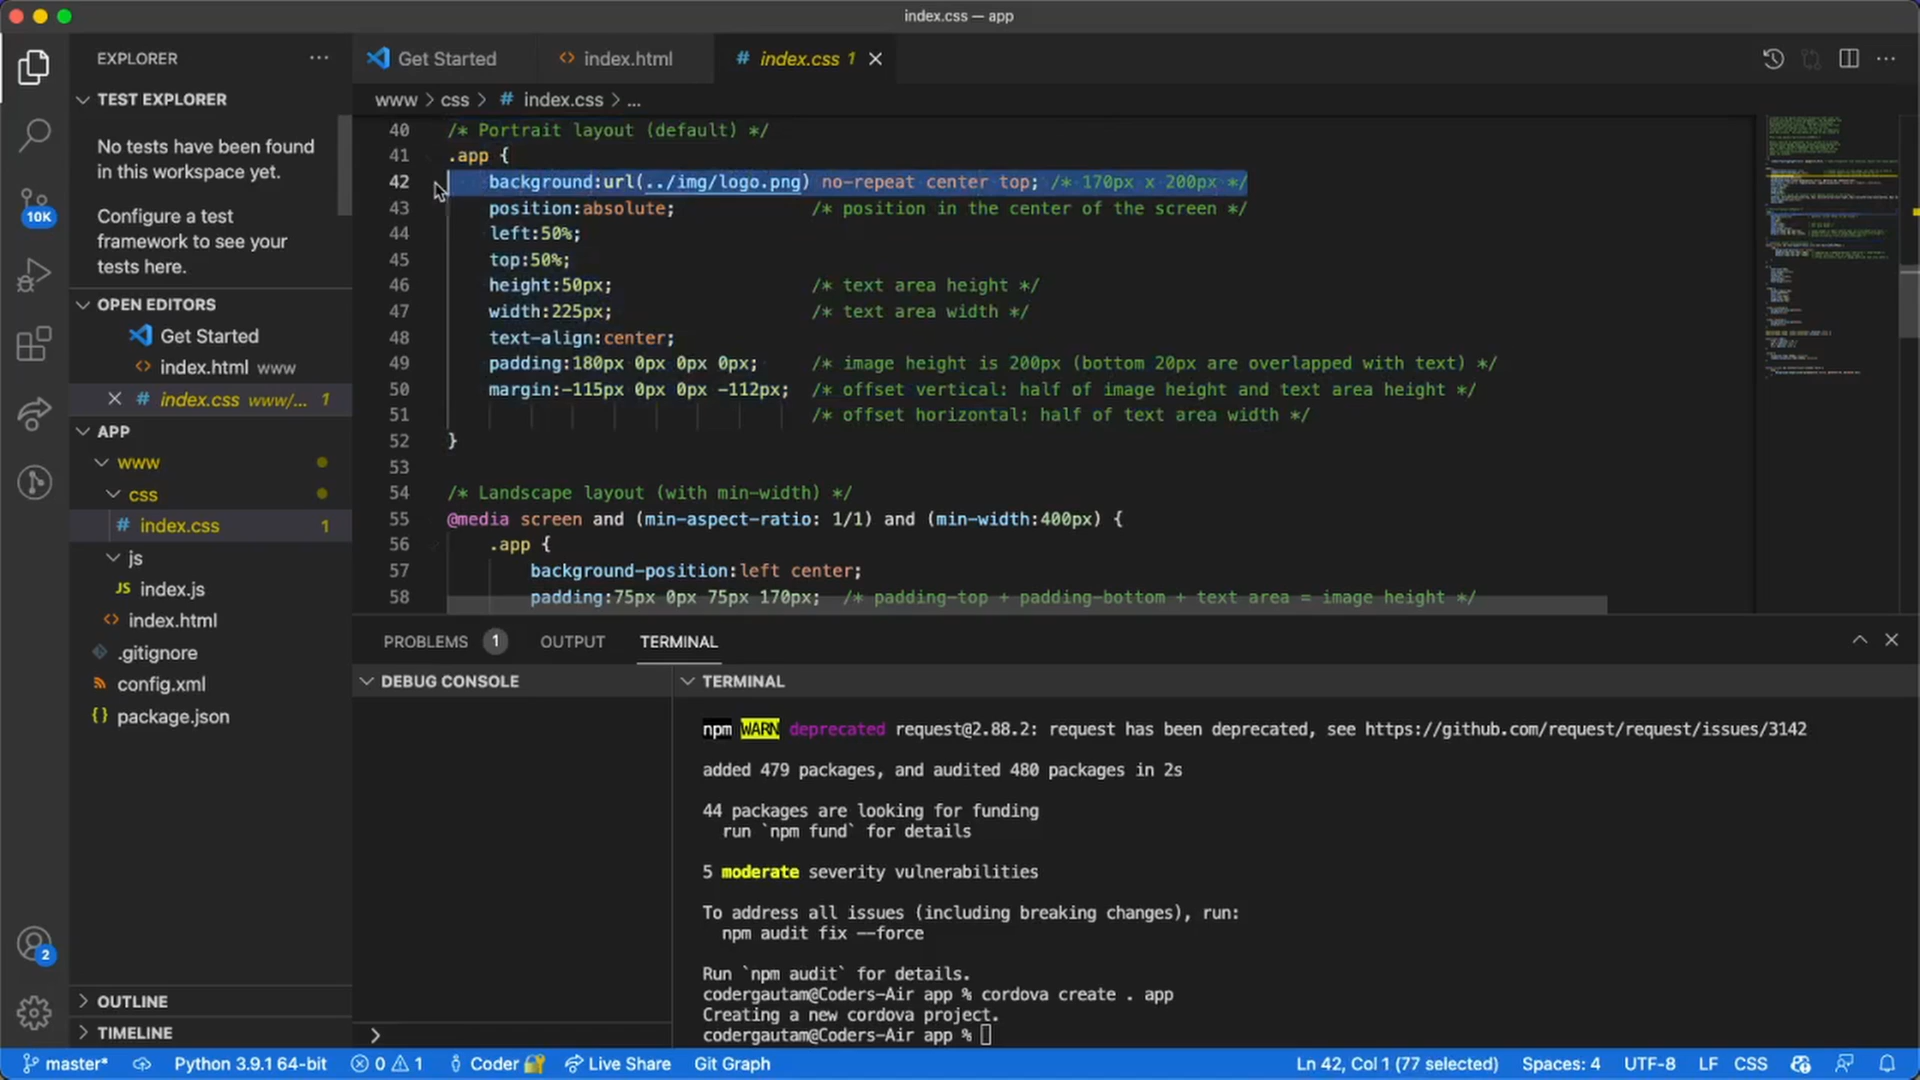 index.css — app
EXPLORER
TEST EXPLORER
No tests have been found
in this workspace yet.
Configure a test
framework to see your
tests here.
10K
OPEN EDITORS
Get Started
index.html www
index.css www/... 1
APP
www
css
index.css 1
js
JS index.js
index.html
.gitignore
config.xml
package.json
2
OUTLINE
TIMELINE
Get Started
index.html
# index.css 1
www > css > # index.css > ...
40 /* Portrait layout (default) */
41 .app {
42 background:url(../img/logo.png) no-repeat center top; /* 170px x 200px */
43 position:absolute; /* position in the center of the screen */
44 left:50%;
45 top:50%;
46 height:50px; /* text area height */
47 width:225px; /* text area width */
48 text-align:center;
49 padding:180px 0px 0px 0px; /* image height is 200px (bottom 20px are overlapped with text) */
50 margin:-115px 0px 0px -112px; /* offset vertical: half of image height and text area height */
51 /* offset horizontal: half of text area width */
52 }
53
54 /* Landscape layout (with min-width) */
55 @media screen and (min-aspect-ratio: 1/1) and (min-width:400px) {
56 .app {
57 background-position:left center;
58 padding:75px 0px 75px 170px; /* padding-top + padding-bottom + text area = image height */
PROBLEMS 1 OUTPUT TERMINAL
DEBUG CONSOLE
TERMINAL
npm WARN deprecated request@2.88.2: request has been deprecated, see https://github.com/request/request/issues/3142
added 479 packages, and audited 480 packages in 2s
44 packages are looking for funding
run `npm fund` for details
5 moderate severity vulnerabilities
To address all issues (including breaking changes), run:
npm audit fix --force
Run `npm audit` for details.
codergautam@Coders-Air app % cordova create . app
Creating a new cordova project.
codergautam@Coders-Air app %
master* Python 3.9.1 64-bit 0 1 Coder Live Share Git Graph Ln 42, Col 1 (77 selected) Spaces: 4 UTF-8 LF CSS